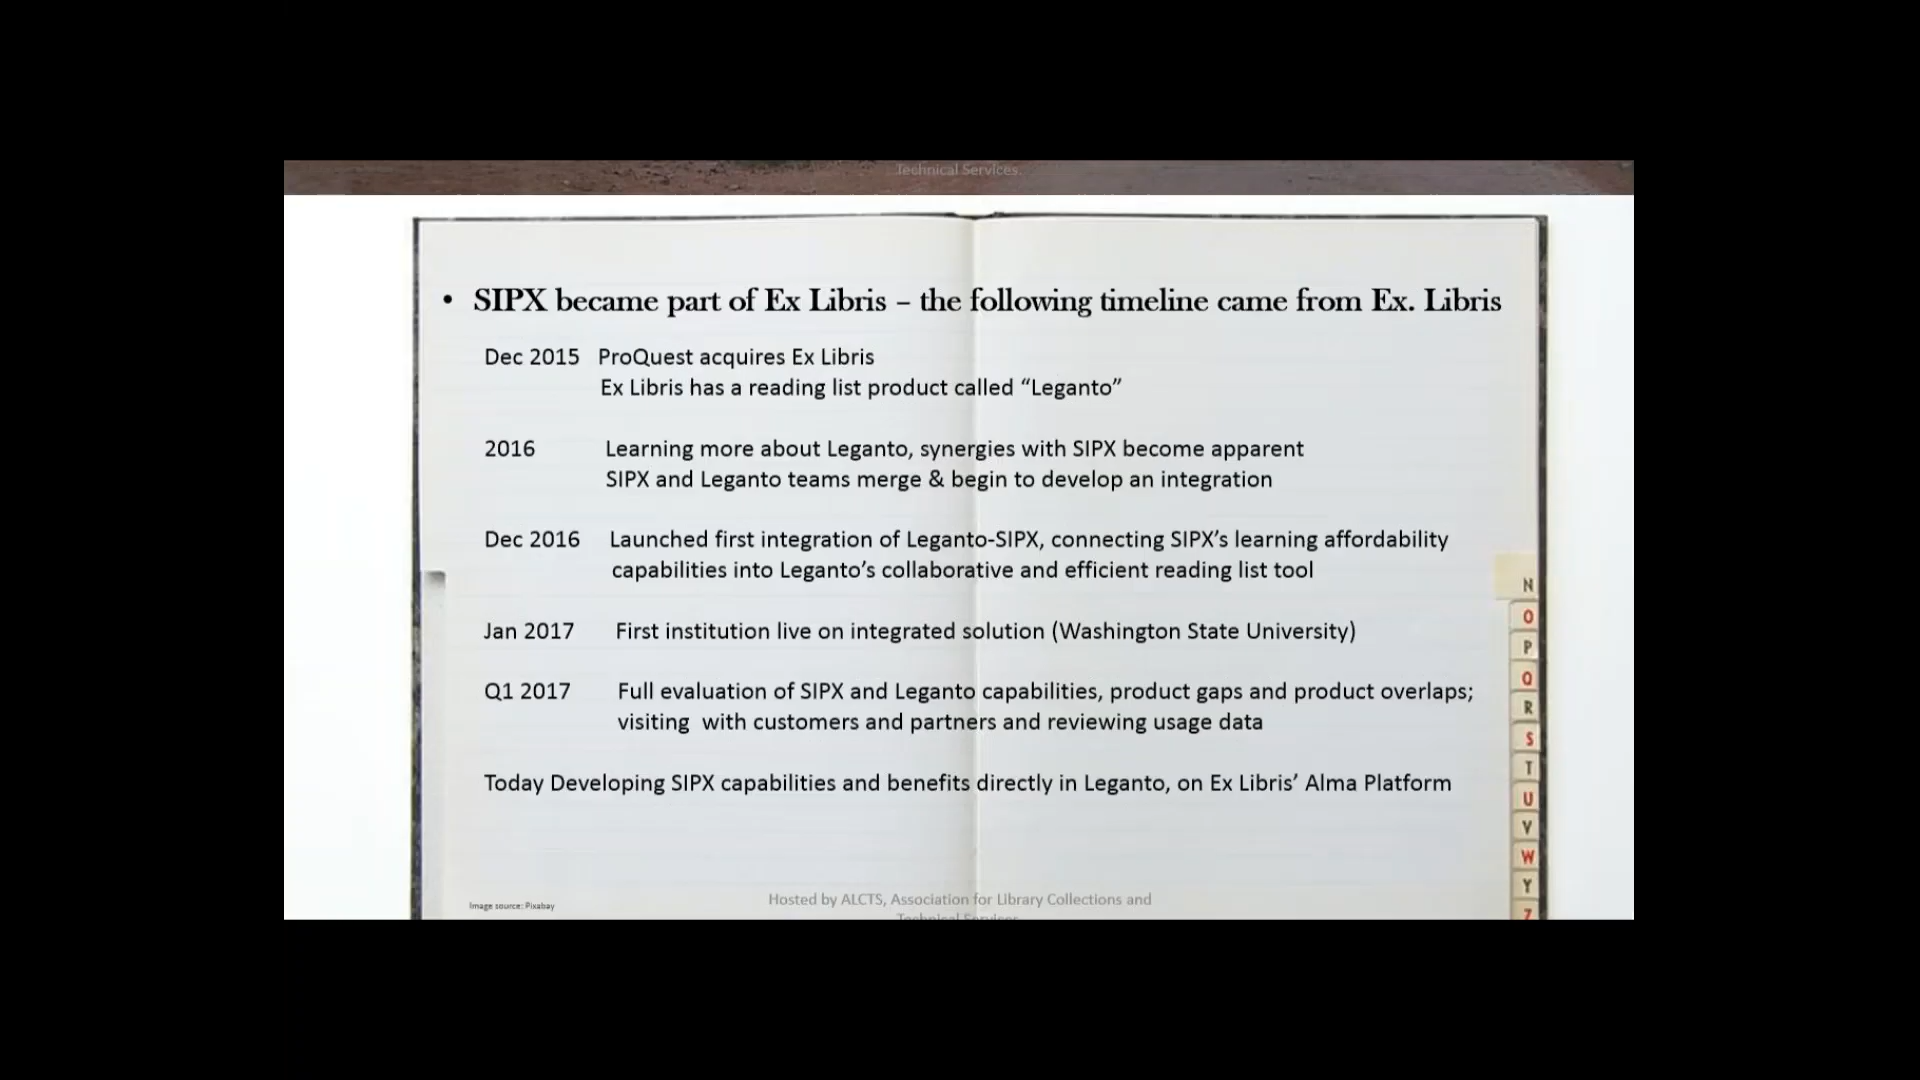 Technical Services.
• SIPX became part of Ex Libris – the following timeline came from Ex. Libris
Dec 2015 ProQuest acquires Ex Libris
Ex Libris has a reading list product called “Leganto”
2016 Learning more about Leganto, synergies with SIPX become apparent
SIPX and Leganto teams merge & begin to develop an integration
Dec 2016 Launched first integration of Leganto-SIPX, connecting SIPX’s learning affordability
capabilities into Leganto’s collaborative and efficient reading list tool
Jan 2017 First institution live on integrated solution (Washington State University)
Q1 2017 Full evaluation of SIPX and Leganto capabilities, product gaps and product overlaps;
visiting with customers and partners and reviewing usage data
Today Developing SIPX capabilities and benefits directly in Leganto, on Ex Libris’ Alma Platform
N
O
P
Q
R
S
T
U
V
W
Y
Z
Hosted by ALCTS, Association for Library Collections and
Technical Services
Image source: Pixabay